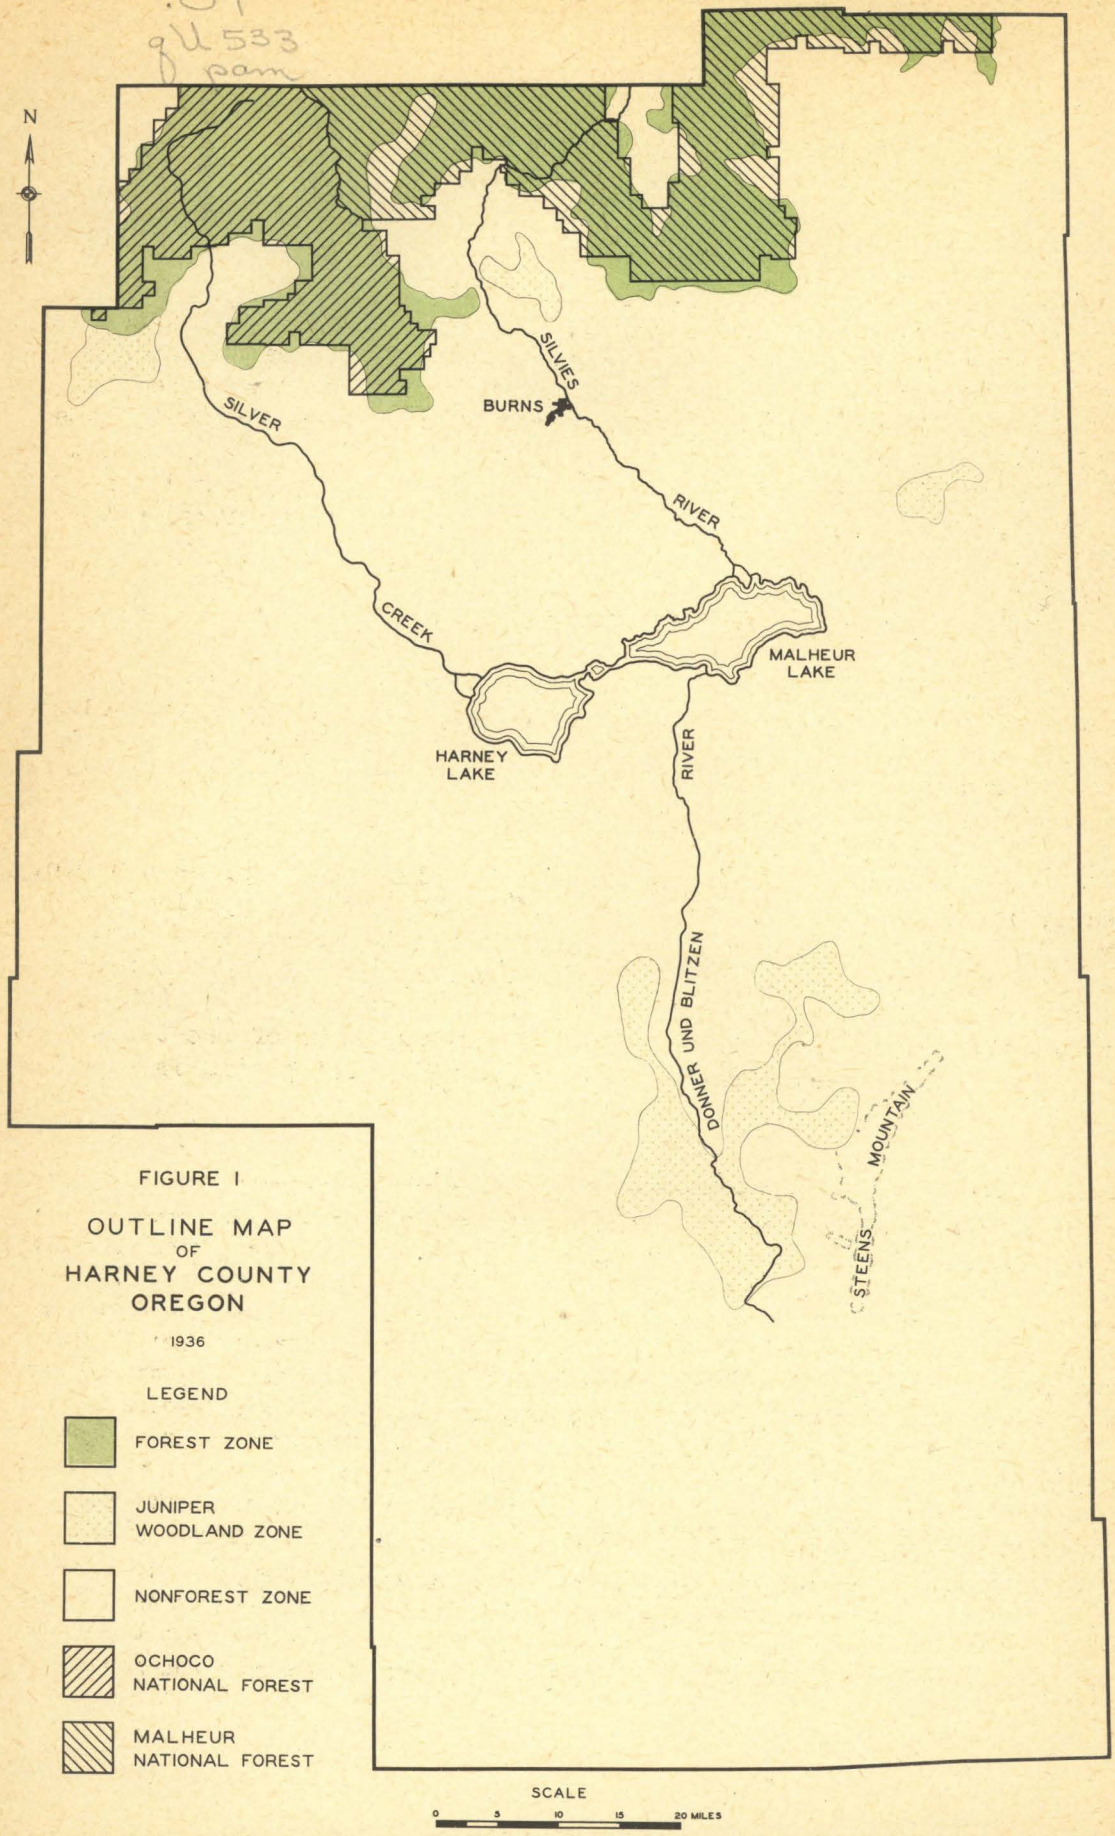 qU533
pam
N
SILVIES
BURNS
SILVER
RIVER
CREEK
MALHEUR
LAKE
HARNEY
LAKE
RIVER
DONNER UND BLITZEN
STEENS MOUNTAIN
FIGURE 1
OUTLINE MAP
OF
HARNEY COUNTY
OREGON
1936
LEGEND
FOREST ZONE
JUNIPER
WOODLAND ZONE
NONFOREST ZONE
OCHOCO
NATIONAL FOREST
MALHEUR
NATIONAL FOREST
SCALE
0 5 10 15 20 MILES